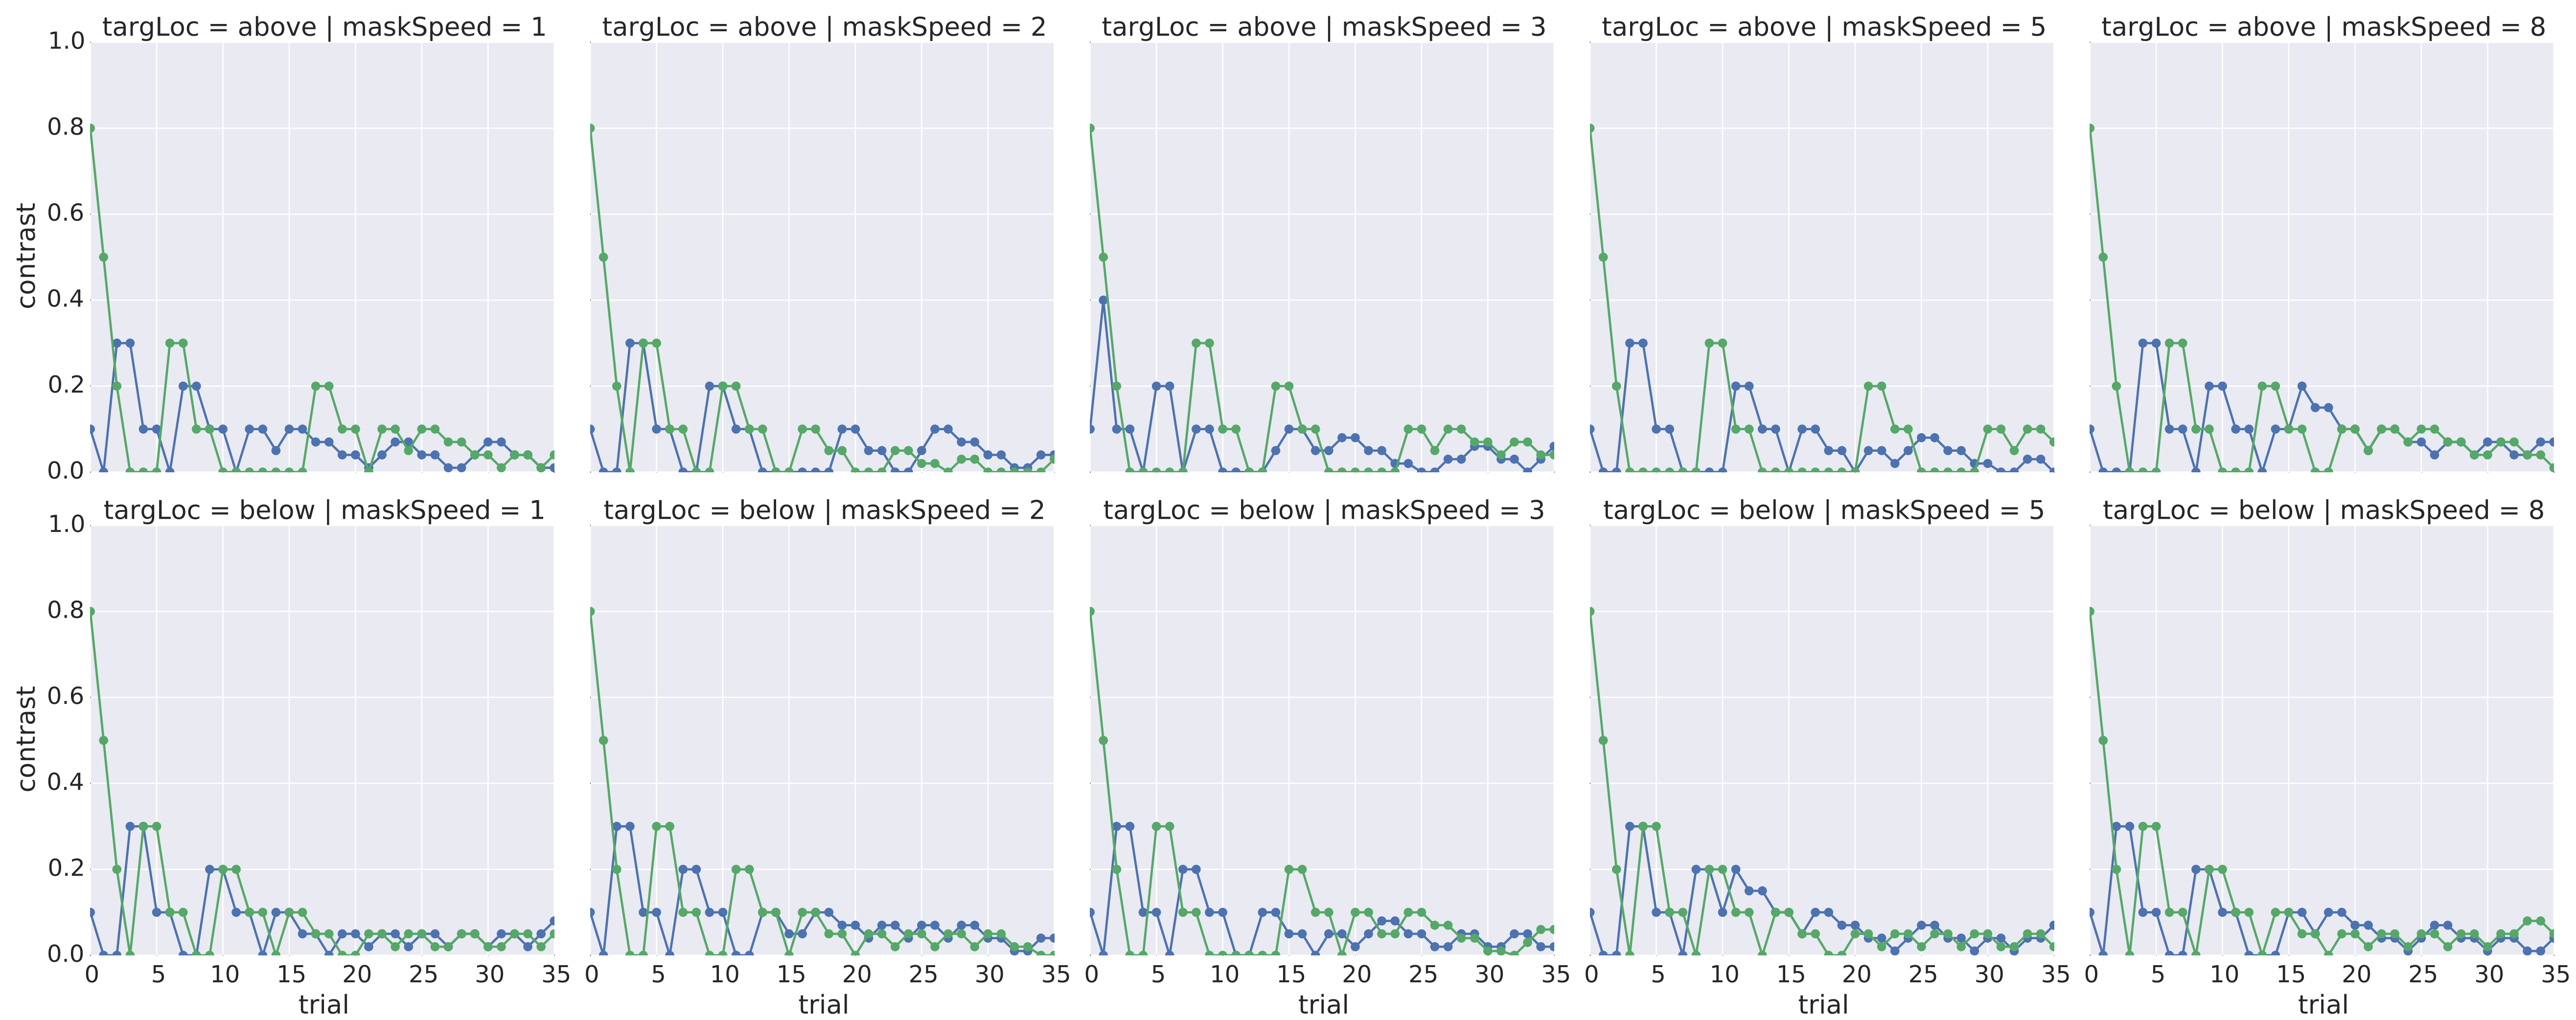 targLoc = above | maskSpeed = 1
targLoc = above | maskSpeed = 2
targLoc = above | maskSpeed = 3
targLoc = above | maskSpeed = 5
targLoc = above | maskSpeed = 8
1.0
0.8
0.6
0.4
0.2
0.0
contrast
targLoc = below | maskSpeed = 1
targLoc = below | maskSpeed = 2
targLoc = below | maskSpeed = 3
targLoc = below | maskSpeed = 5
targLoc = below | maskSpeed = 8
1.0
0.8
0.6
0.4
0.2
0.0
contrast
0 5 10 15 20 25 30 35
0 5 10 15 20 25 30 35
0 5 10 15 20 25 30 35
0 5 10 15 20 25 30 35
0 5 10 15 20 25 30 35
trial
trial
trial
trial
trial